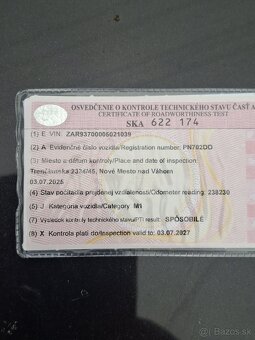 OSVEDČENIE O KONTROLE TECHNICKÉHO STAVU ČASŤ A
CERTIFICATE OF ROADWORTHINESS TEST
SKA 622 174
(1) E VIN: ZAR93700005021039
(2) A Evidenčné číslo vozidla/Registration number: PN702DD
(3) Miesto a dátum kontroly/Place and date of inspection
2334/45, Nové Mesto nad Váhom
03.07.2025
(4) Stav počítadla prejdenej vzdialenosti/Odometer reading: 238230
(5) J Kategória vozidla/Category M1
(7) Výsledok kontroly technického stavu/PTI result: SPÔSOBILÉ
(8) X Kontrola platí do/Inspection valid to: 03.07.2027
bazos.sk